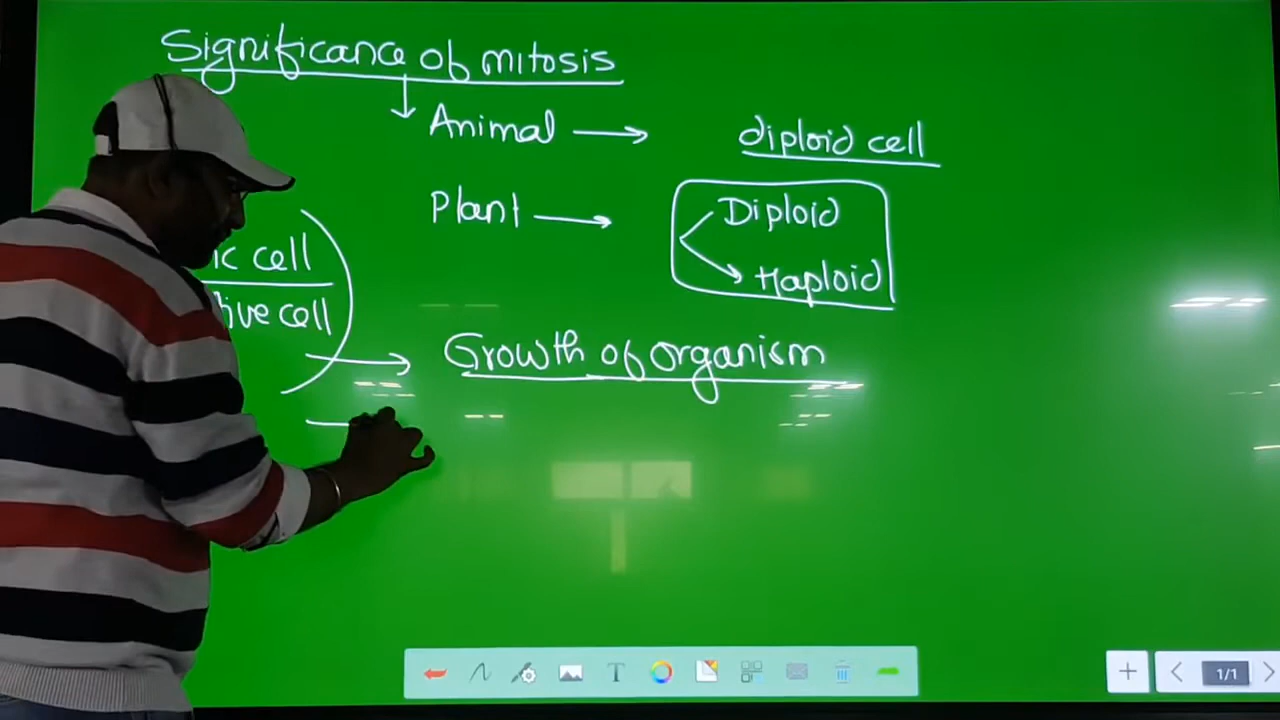 Significance of mitosis
Animal → diploid cell
Plant → Diploid
Haploid
cell
cell
Growth of organism
T
1/1